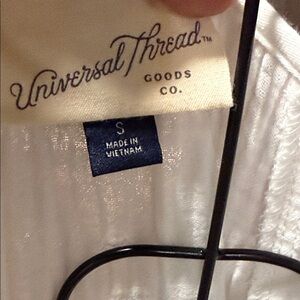 Universal Thread™
GOODS
CO.
S
MADE IN
VIETNAM